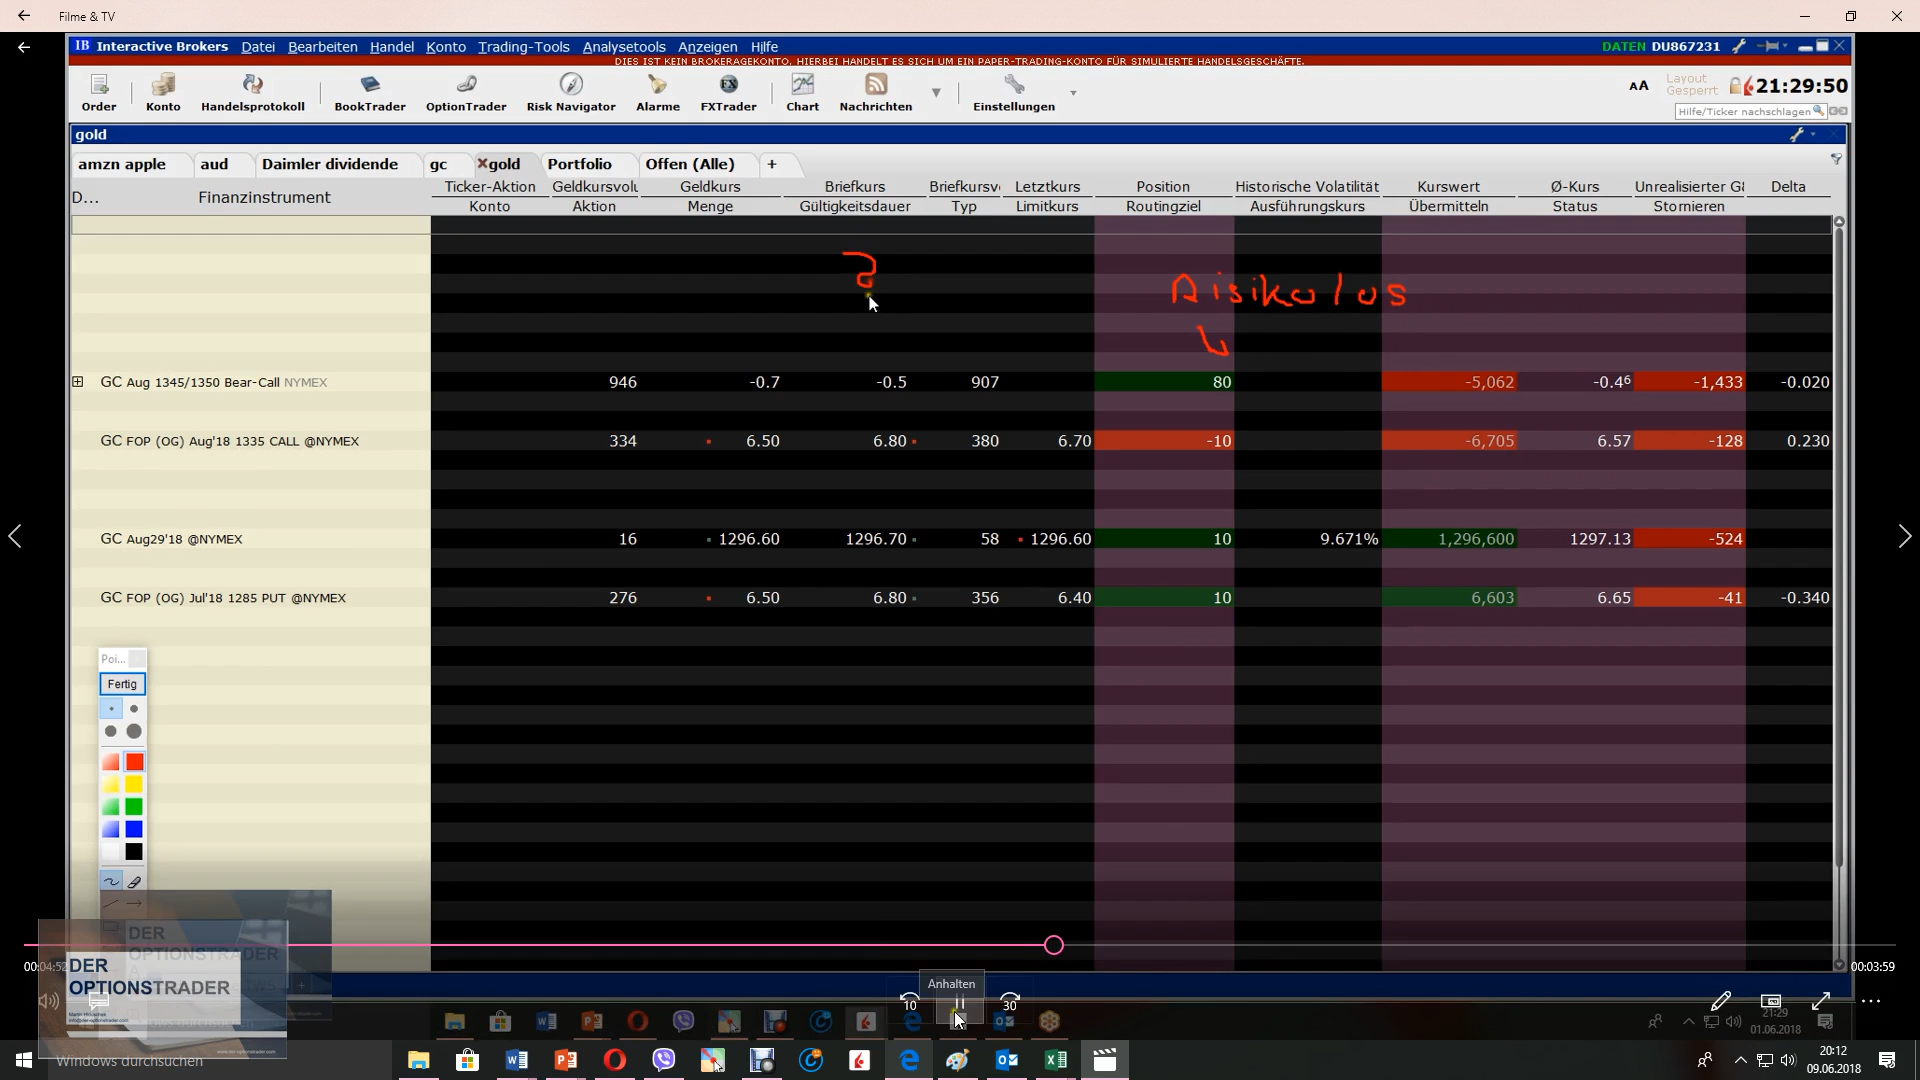 Filme & TV
IB Interactive Brokers Datei Bearbeiten Handel Konto Trading-Tools Analysetools Anzeigen Hilfe DATEN DU867231
DIES IST KEIN BROKERAGEKONTO. HIERBEI HANDELT ES SICH UM EIN PAPER-TRADING-KONTO FÜR SIMULIERTE HANDELSGESCHÄFTE.
Order Konto Handelsprotokoll BookTrader OptionTrader Risk Navigator Alarme FXTrader Chart Nachrichten Einstellungen
AA Layout Gesperrt 21:29:50
Hilfe/Ticker nachschlagen
gold
amzn apple aud Daimler dividende gc gold Portfolio Offen (Alle) +
D... Finanzinstrument
Ticker-Aktion Geldkursvolu Geldkurs Briefkurs Briefkursv Letztkurs Position Historische Volatilität Kurswert Ø-Kurs Unrealisierter G& Delta
Konto Aktion Menge Gültigkeitsdauer Typ Limitkurs Routingziel Ausführungskurs Übermitteln Status Stornieren
?
Risikolos
GC Aug 1345/1350 Bear-Call NYMEX 946 -0.7 -0.5 907 80 -5,062 -0.4⁶ -1,433 -0.020
GC FOP (OG) Aug'18 1335 CALL @NYMEX 334 6.50 6.80 380 6.70 -10 -6,705 6.57 -128 0.230
GC Aug29'18 @NYMEX 16 1296.60 1296.70 58 1296.60 10 9.671% 1,296,600 1297.13 -524
GC FOP (OG) Jul'18 1285 PUT @NYMEX 276 6.50 6.80 356 6.40 10 6,603 6.65 -41 -0.340
Poi...
Fertig
DER
OPTIONSTRADER
00:04:52
00:03:59
DER
OPTIONSTRADER
Anhalten
10 30
21:29
01.06.2018
Windows durchsuchen
20:12
09.06.2018